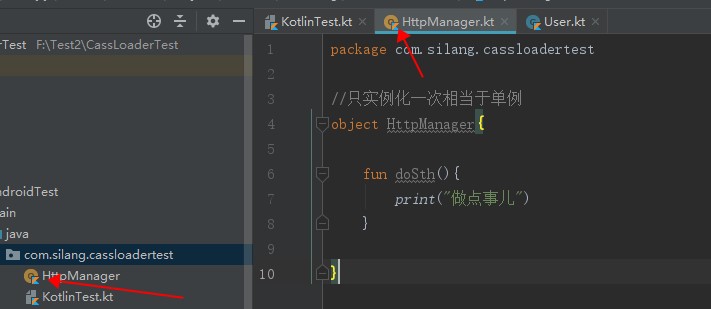 rTest F:\Test2\CassLoaderTest
ndroidTest
ain
java
com.silang.cassloadertest
HttpManager
KotlinTest.kt
KotlinTest.kt HttpManager.kt User.kt
1 package com.silang.cassloadertest
2
3 //只实例化一次相当于单例
4 object HttpManager{
5
6 fun doSth(){
7 print("做点事儿")
8 }
9
10 }